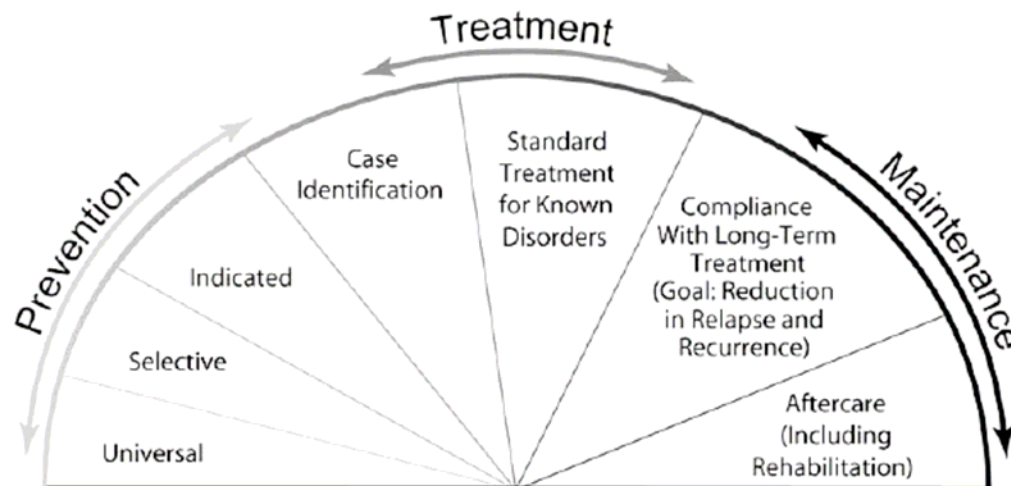 Treatment
Prevention
Maintenance
Universal
Selective
Indicated
Case
Identification
Standard
Treatment
for Known
Disorders
Compliance
With Long-Term
Treatment
(Goal: Reduction
in Relapse and
Recurrence)
Aftercare
(Including
Rehabilitation)